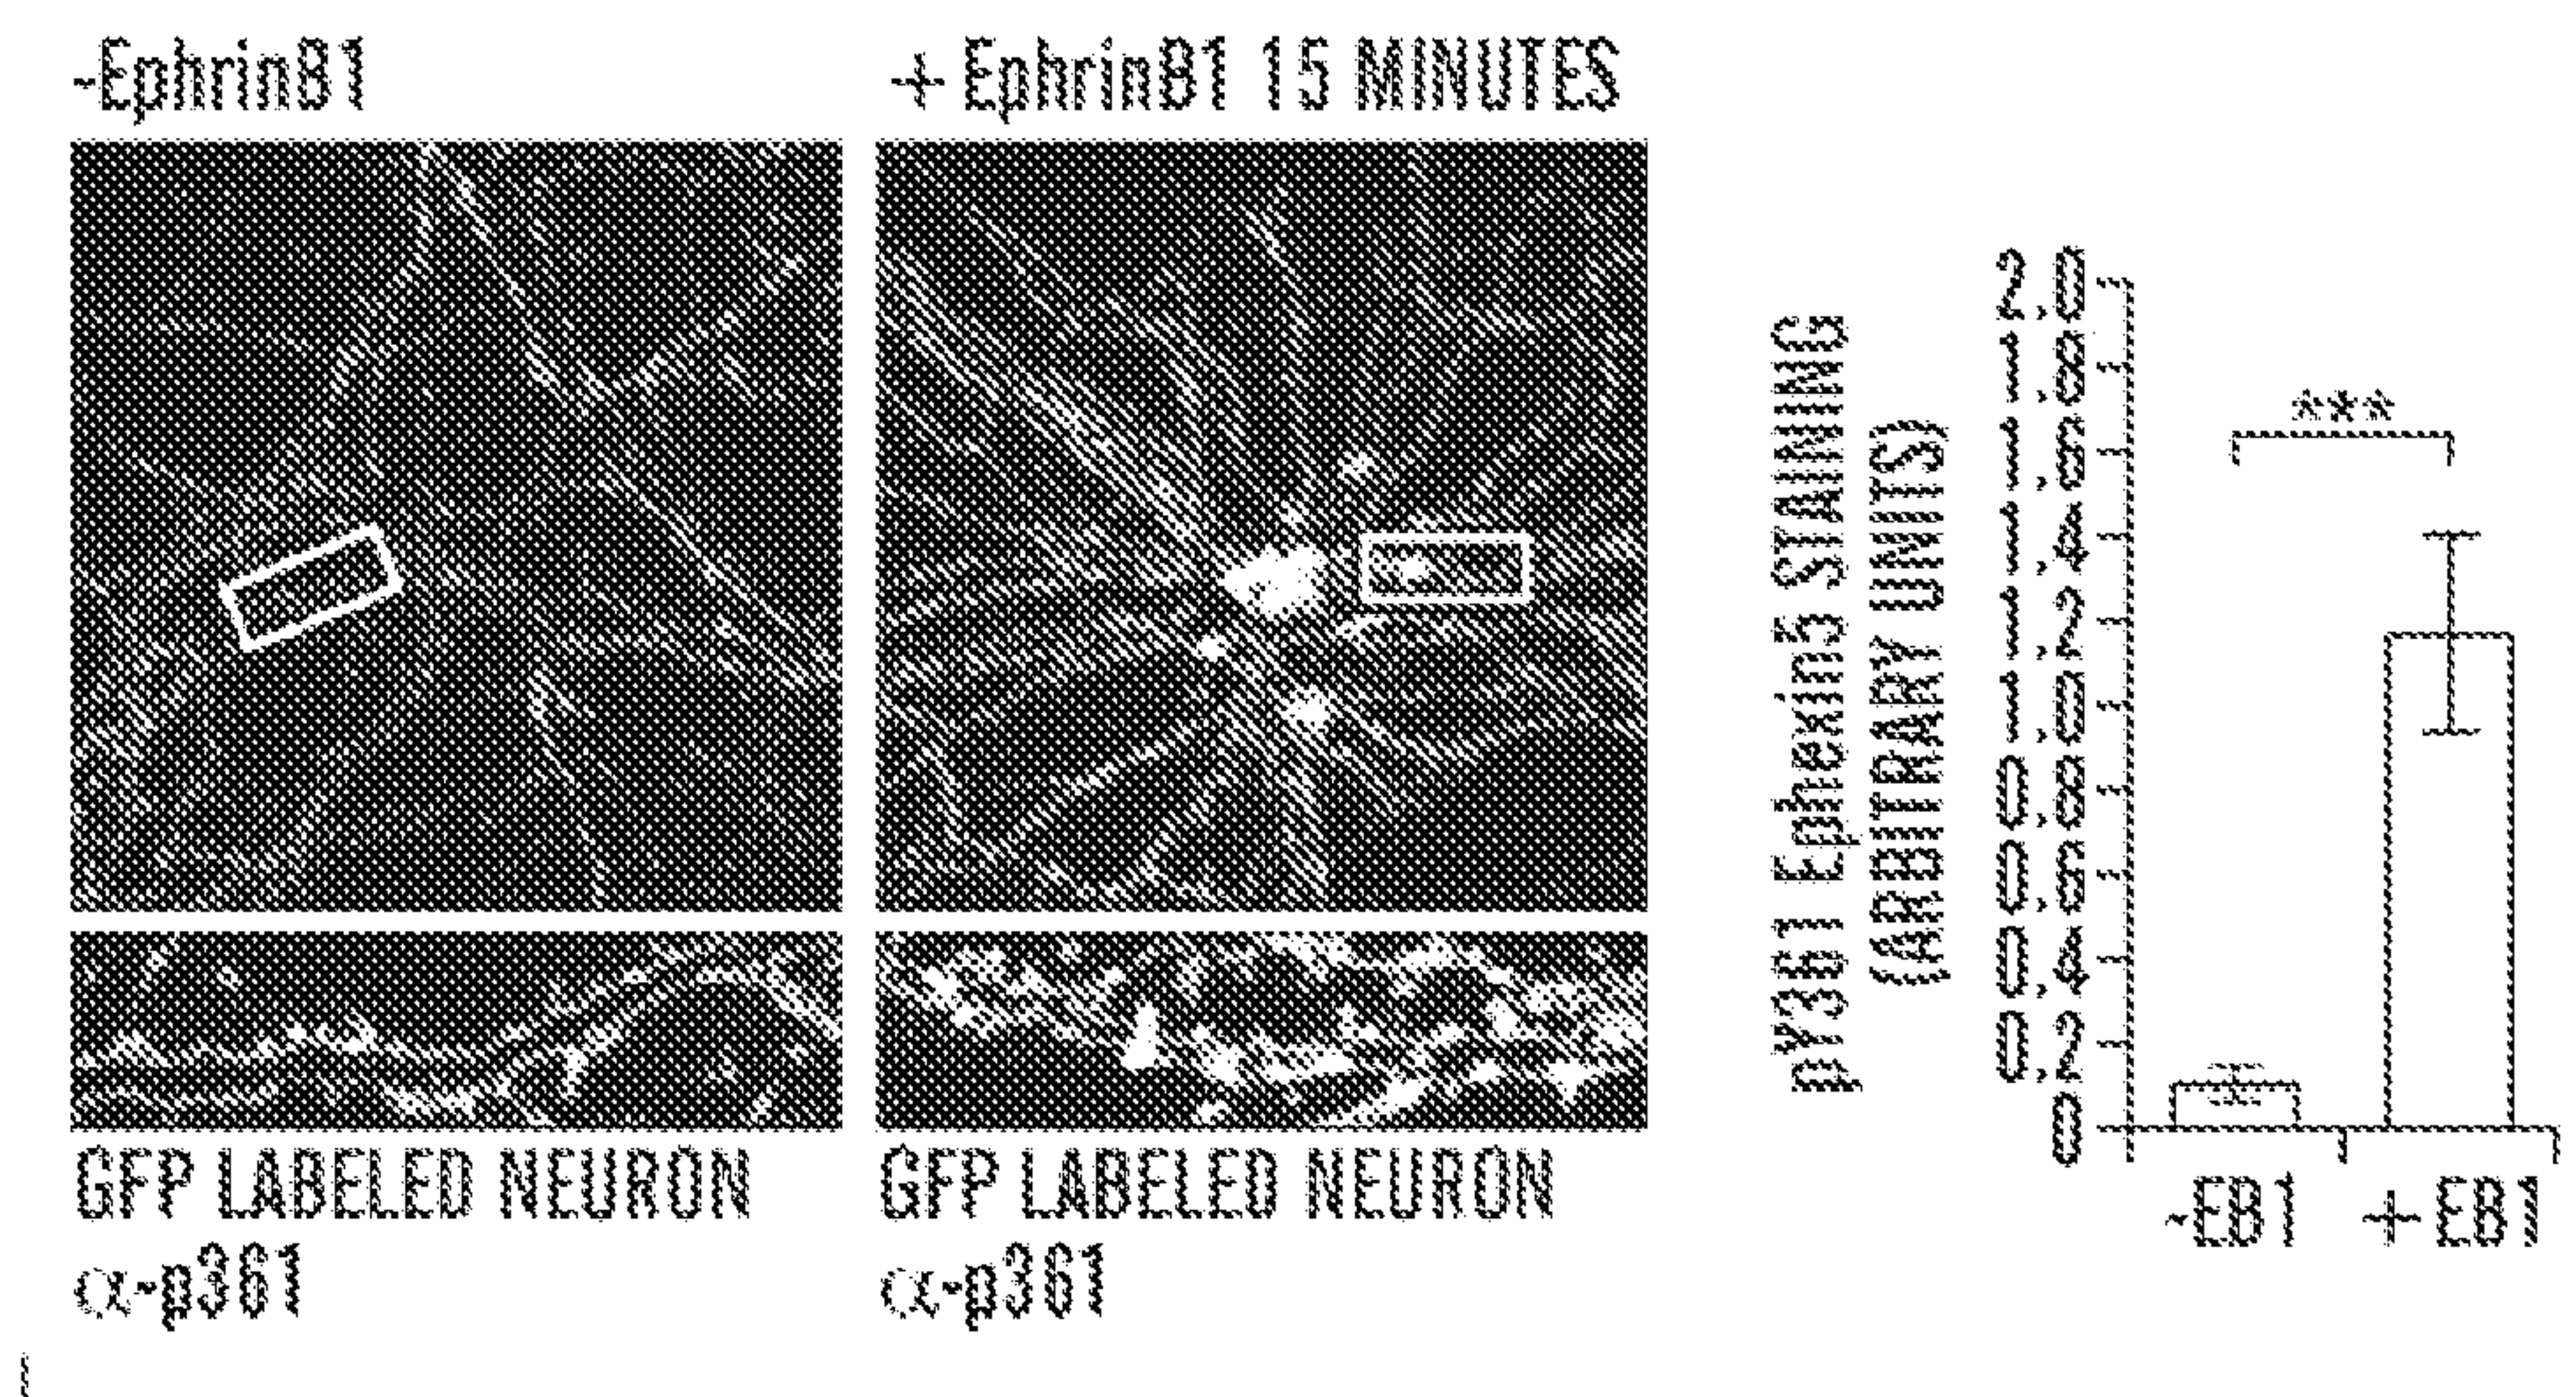 -EphrinB1
+ EphrinB1 15 MINUTES
GFP LABELED NEURON
α-p361
GFP LABELED NEURON
α-p361
pY361 Ephexin5 STAINING
(ARBITRARY UNITS)
2.0
1.8
1.6
1.4
1.2
1.0
0.8
0.6
0.4
0.2
0
***
-EB1
+EB1